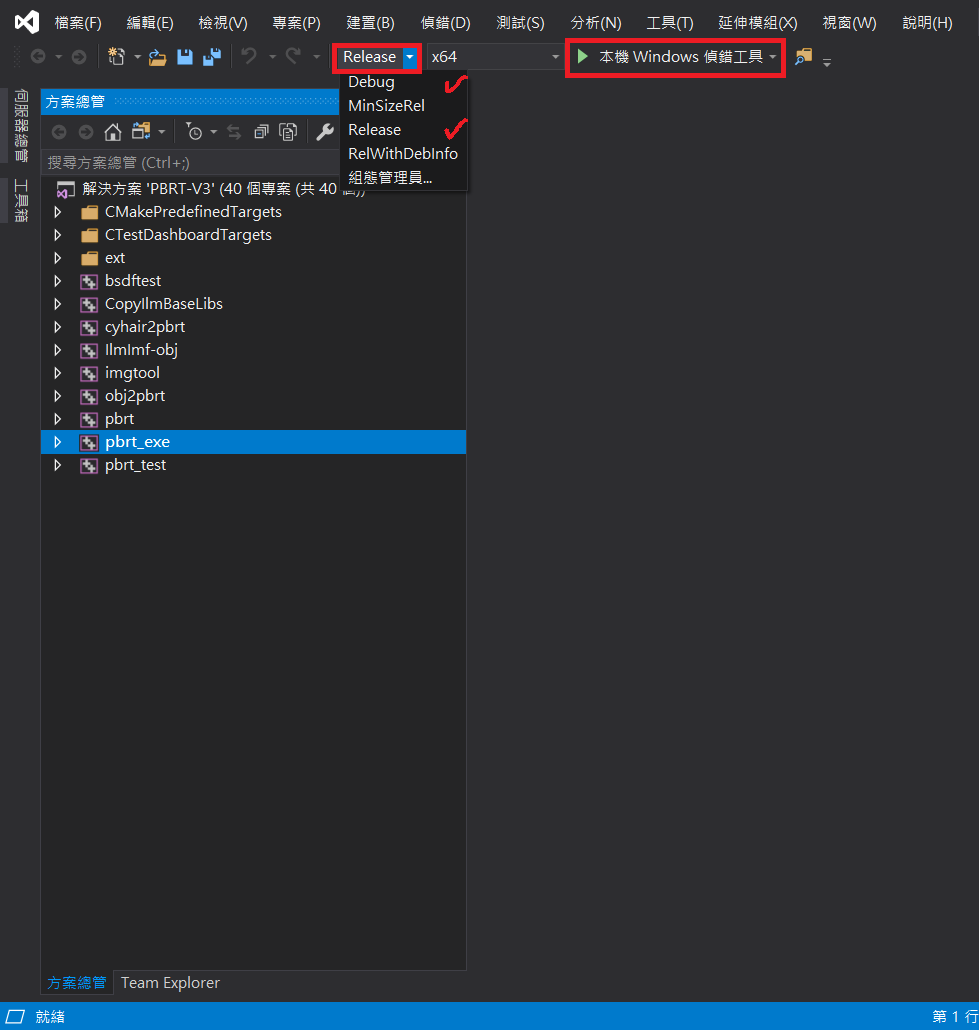 檔案(F) 編輯(E) 檢視(V) 專案(P) 建置(B) 偵錯(D) 測試(S) 分析(N) 工具(T) 延伸模組(X) 視窗(W) 說明(H)
Release x64 本機 Windows 偵錯工具
Debug
MinSizeRel
Release
RelWithDebInfo
組態管理員...
伺服器總管
工具箱
方案總管
搜尋方案總管 (Ctrl+;)
解決方案 'PBRT-V3' (40 個專案 (共 40 個))
CMakePredefinedTargets
CTestDashboardTargets
ext
bsdftest
CopyIlmBaseLibs
cyhair2pbrt
IlmImf-obj
imgtool
obj2pbrt
pbrt
pbrt_exe
pbrt_test
方案總管 Team Explorer
就緒 第 1 行